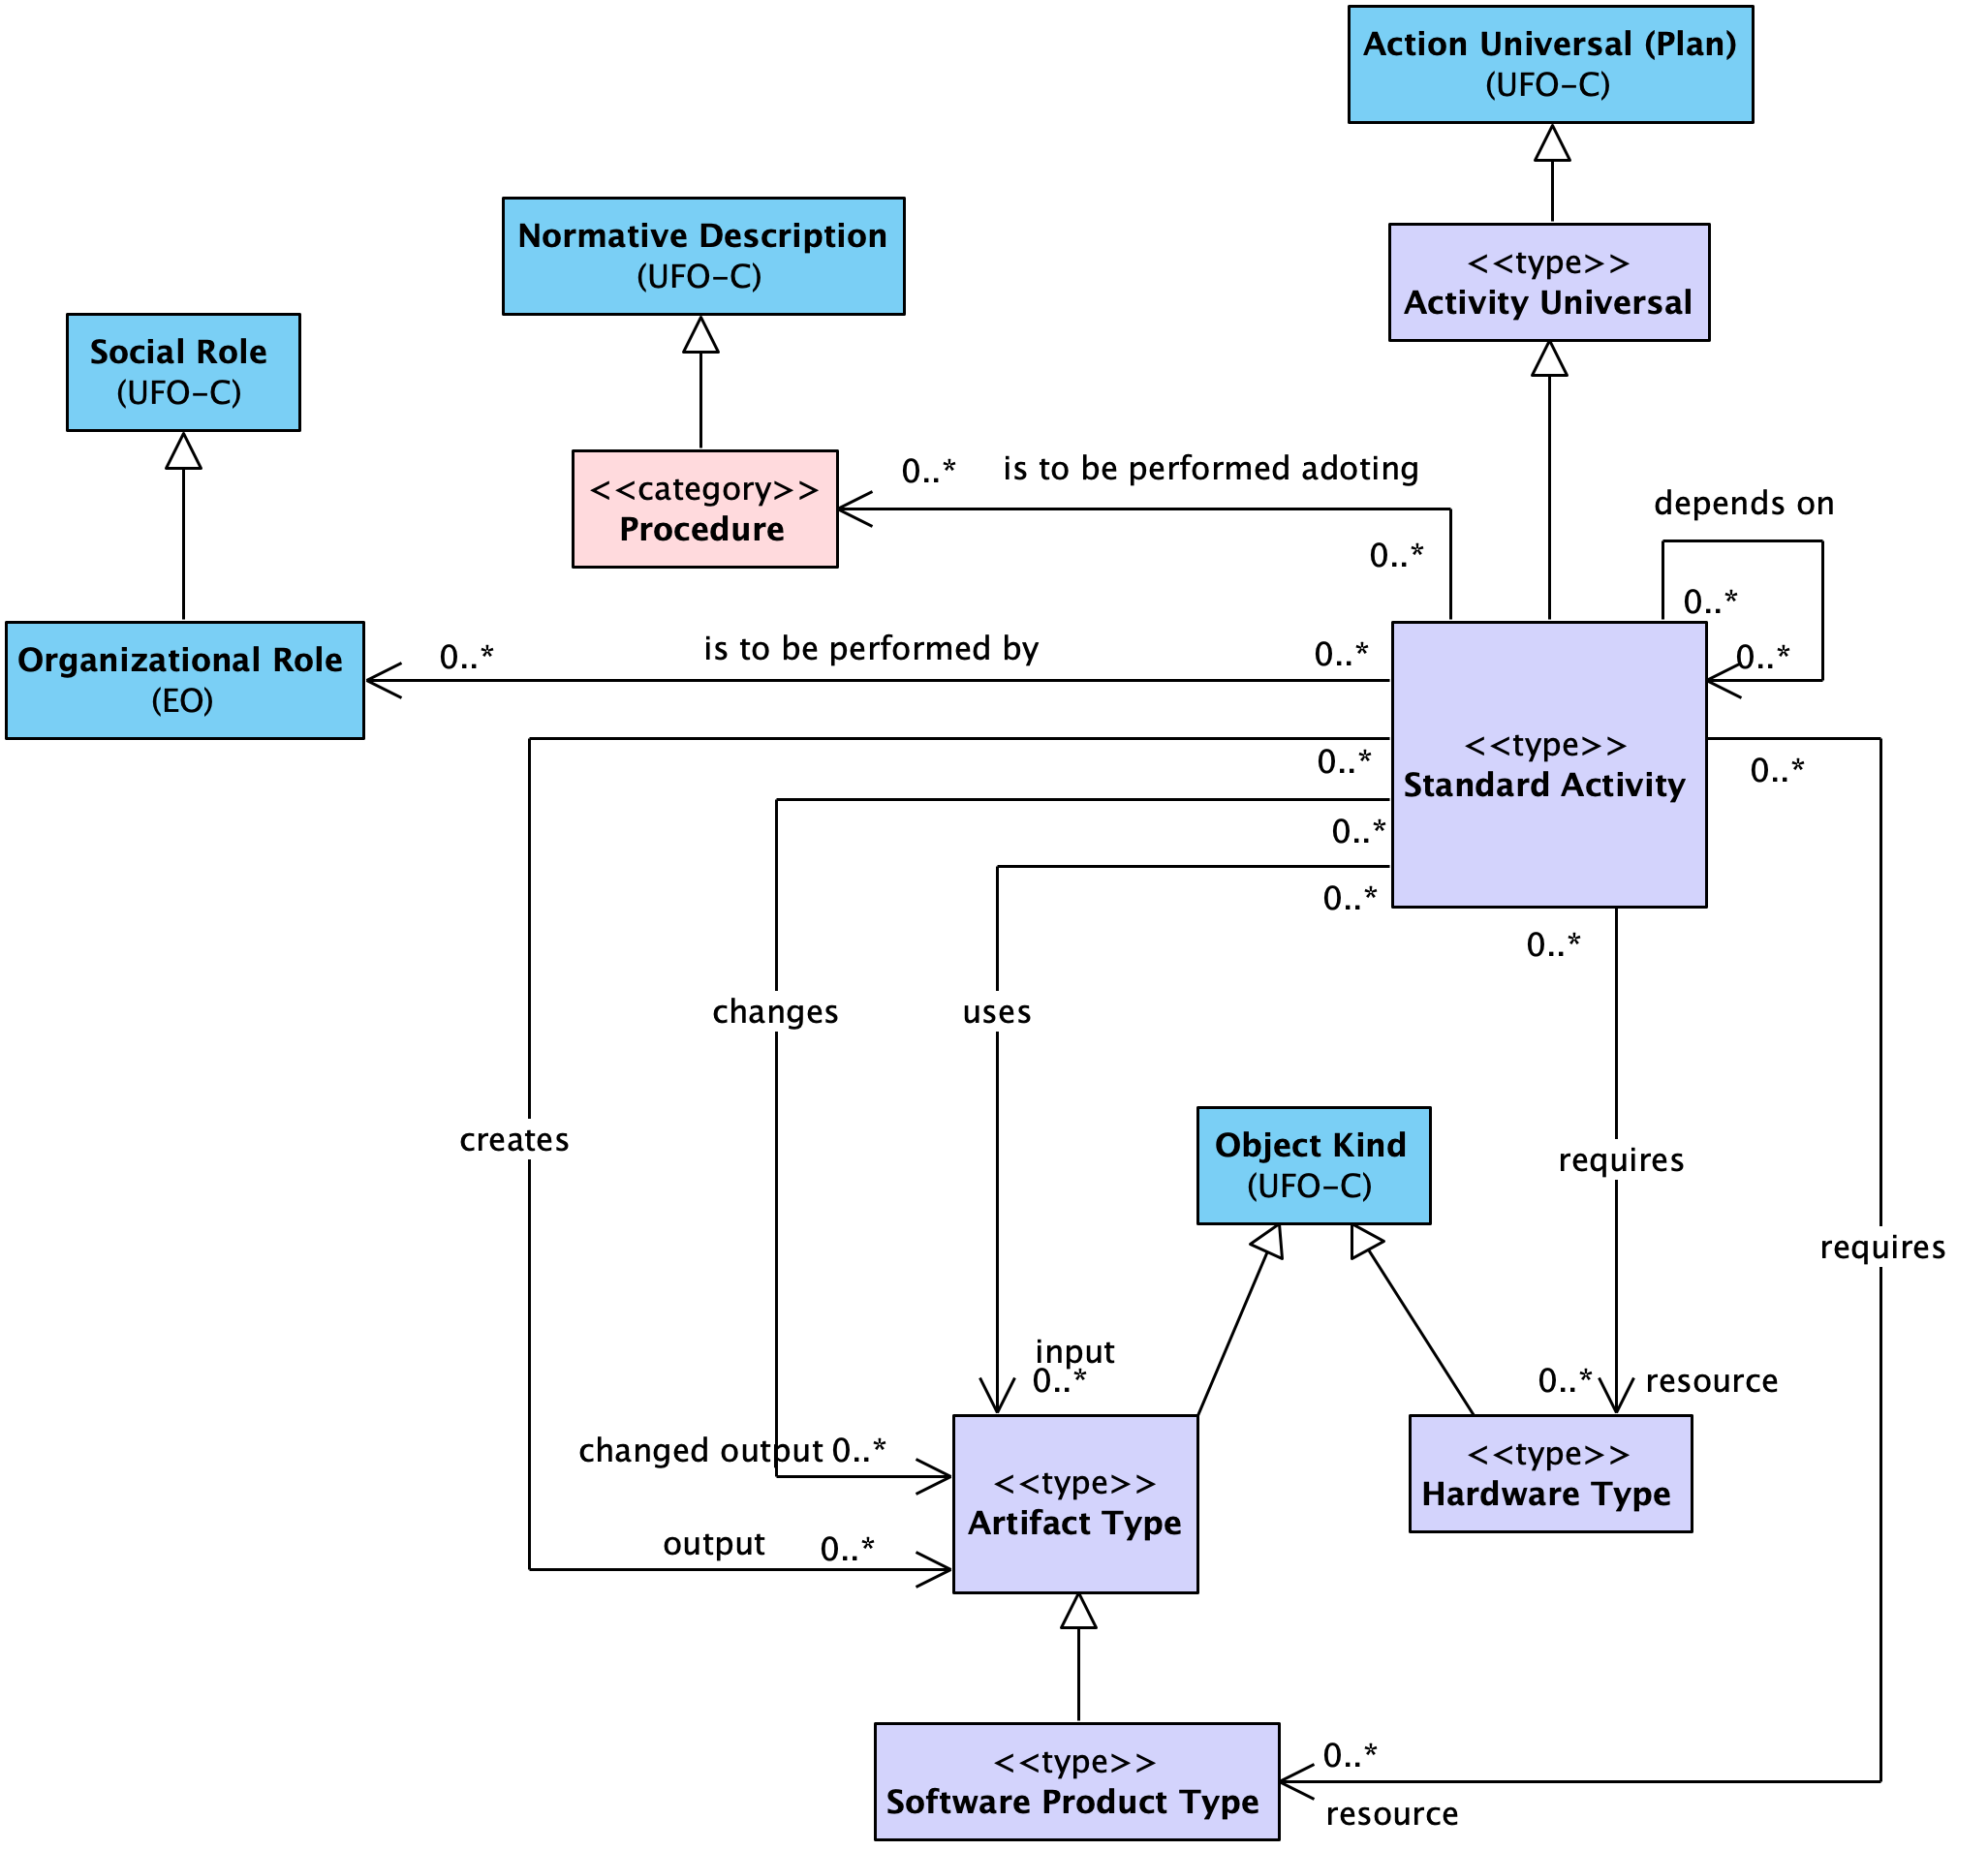 Action Universal (Plan)
(UFO-C)
Normative Description
(UFO-C)
<<type>>
Activity Universal
Social Role
(UFO-C)
<<category>>
Procedure
0..*
is to be performed adoting
0..*
depends on
0..*
0..*
Organizational Role
(EO)
0..*
is to be performed by
0..*
<<type>>
Standard Activity
0..*
0..*
0..*
0..*
0..*
changes
uses
creates
Object Kind
(UFO-C)
requires
requires
input
0..*
0..*
resource
changed output 0..*
<<type>>
Artifact Type
<<type>>
Hardware Type
output
0..*
<<type>>
Software Product Type
0..*
resource